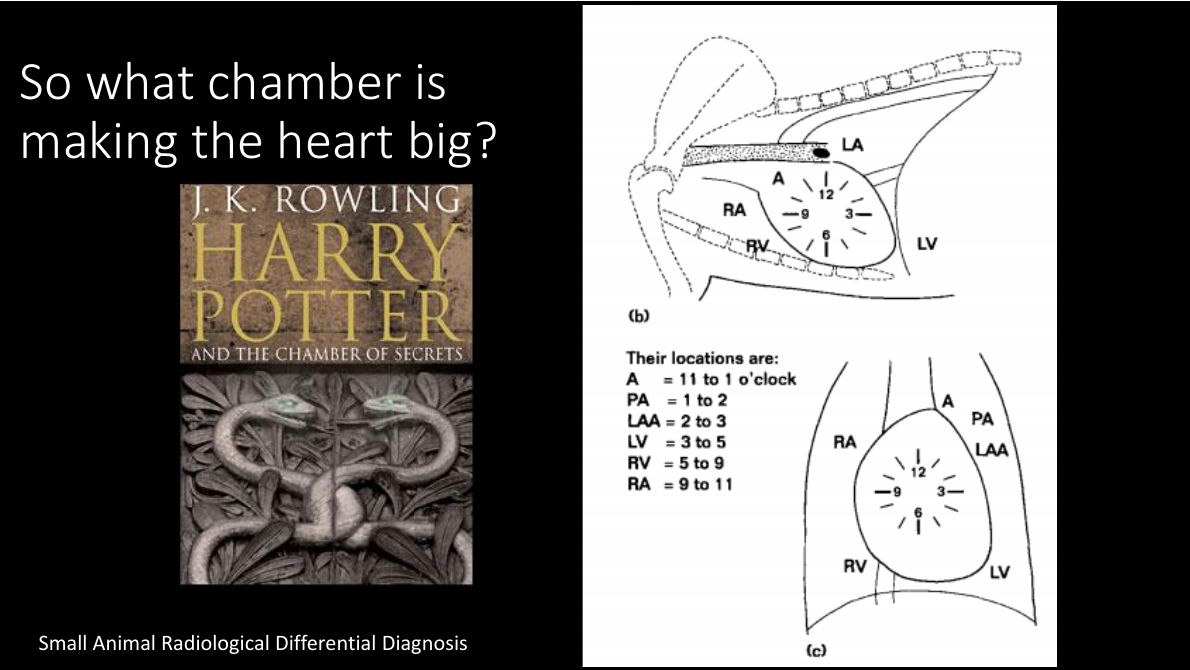 So what chamber is
making the heart big?
J. K. ROWLING
HARRY
POTTER
AND THE CHAMBER OF SECRETS
Small Animal Radiological Differential Diagnosis
LA
A
12
RA
9
3
6
RV
LV
(b)
Their locations are:
A = 11 to 1 o'clock
PA = 1 to 2
LAA = 2 to 3
LV = 3 to 5
RV = 5 to 9
RA = 9 to 11
A
PA
RA
LAA
12
9
3
6
RV
LV
(c)